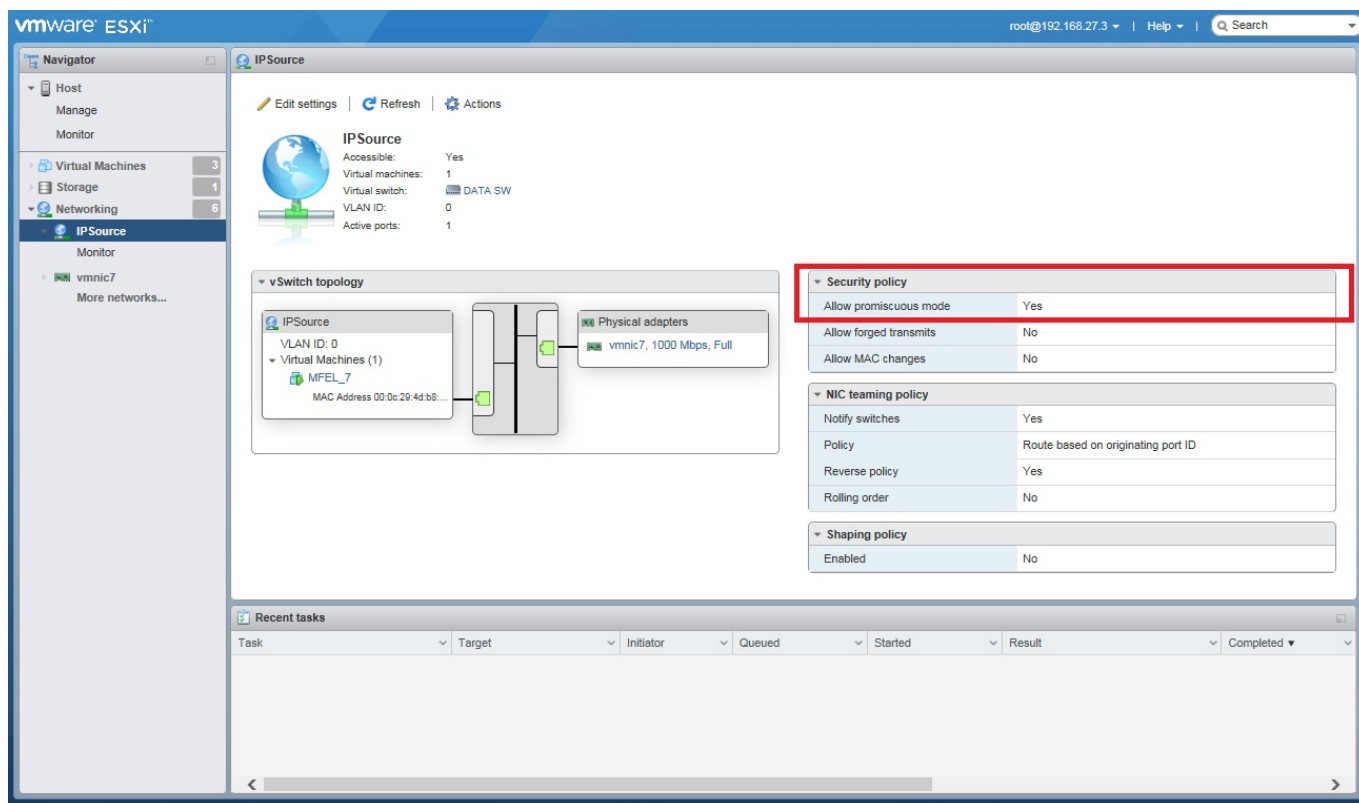 vmware ESXi™
root@192.168.27.3 | Help | Search
Navigator
Host
Manage
Monitor
Virtual Machines 3
Storage 1
Networking 6
IPSource
Monitor
vmnic7
More networks...
IPSource
Edit settings | Refresh | Actions
IPSource
Accessible: Yes
Virtual machines: 1
Virtual switch: DATA SW
VLAN ID: 0
Active ports: 1
vSwitch topology
IPSource
VLAN ID: 0
Virtual Machines (1)
MFEL_7
MAC Address 00:0c:29:4d:b8:...
Physical adapters
vmnic7, 1000 Mbps, Full
Security policy
Allow promiscuous mode Yes
Allow forged transmits No
Allow MAC changes No
NIC teaming policy
Notify switches Yes
Policy Route based on originating port ID
Reverse policy Yes
Rolling order No
Shaping policy
Enabled No
Recent tasks
Task Target Initiator Queued Started Result Completed